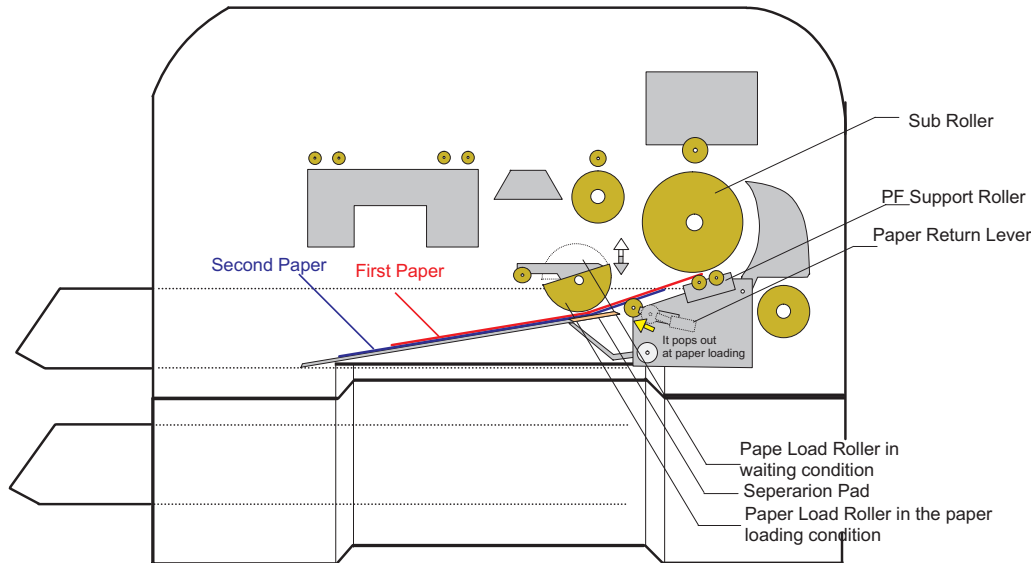 Sub Roller
PF Support Roller
Paper Return Lever
Second Paper
First Paper
It pops out
at paper loading
Pape Load Roller in
waiting condition
Seperarion Pad
Paper Load Roller in the paper
loading condition